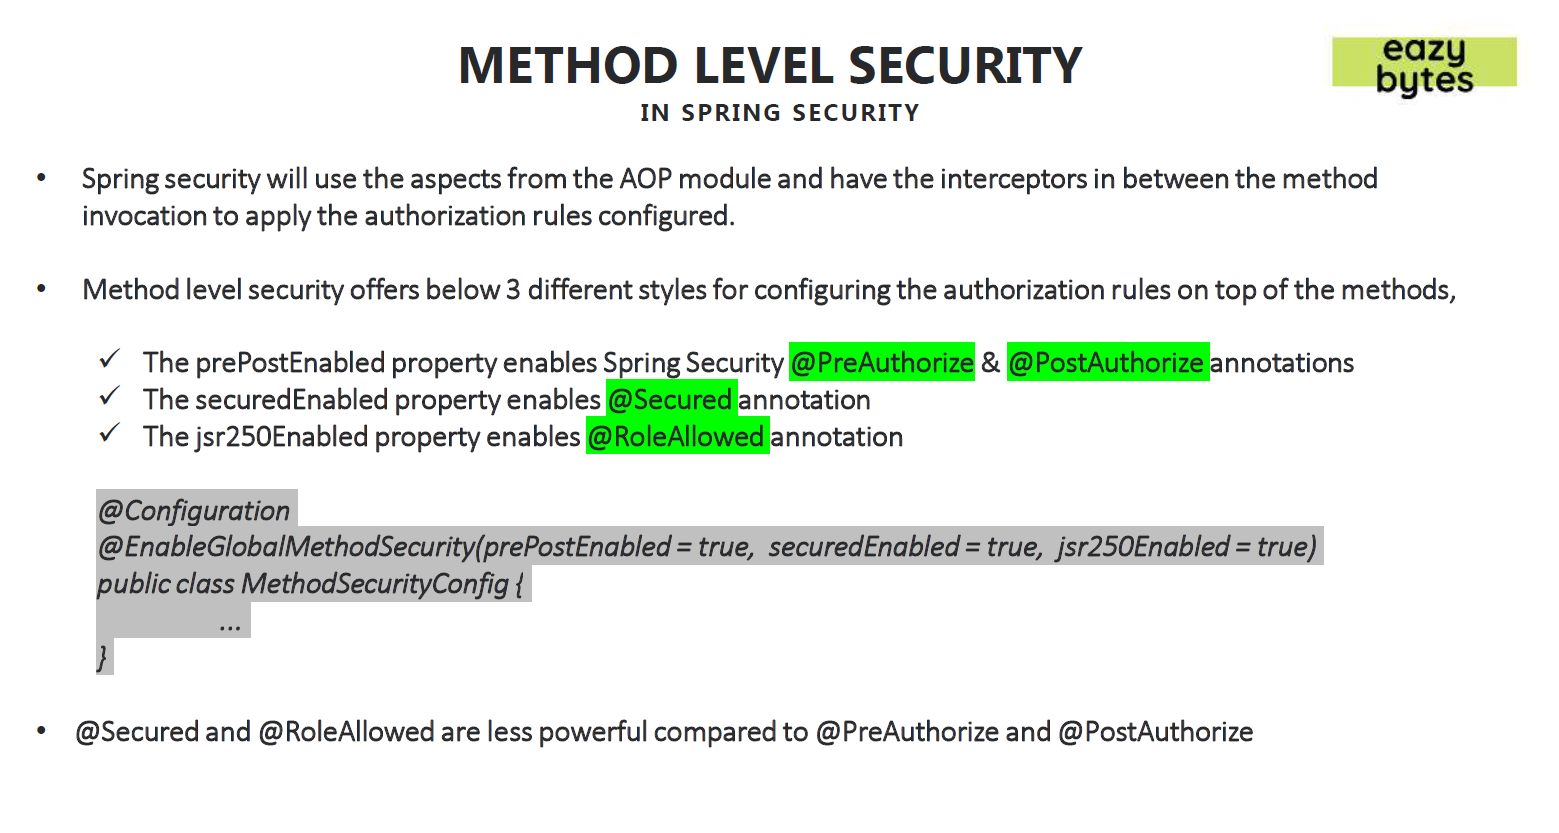 METHOD LEVEL SECURITY
IN SPRING SECURITY
eazy
bytes
• Spring security will use the aspects from the AOP module and have the interceptors in between the method
invocation to apply the authorization rules configured.
• Method level security offers below 3 different styles for configuring the authorization rules on top of the methods,
✓ The prePostEnabled property enables Spring Security @PreAuthorize & @PostAuthorize annotations
✓ The securedEnabled property enables @Secured annotation
✓ The jsr250Enabled property enables @RoleAllowed annotation
@Configuration
@EnableGlobalMethodSecurity(prePostEnabled = true, securedEnabled = true, jsr250Enabled = true)
public class MethodSecurityConfig {
...
}
• @Secured and @RoleAllowed are less powerful compared to @PreAuthorize and @PostAuthorize